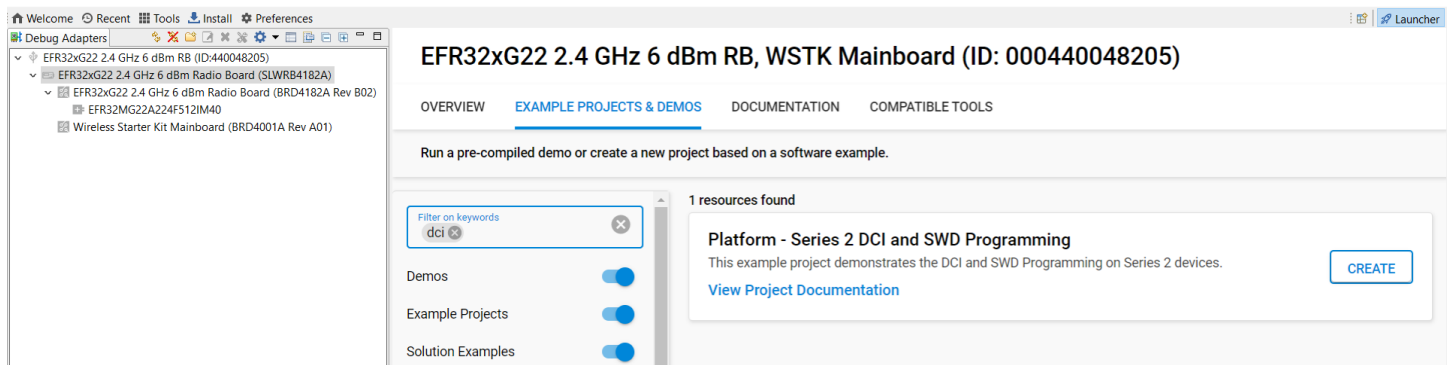 Welcome Recent Tools Install Preferences
Launcher
Debug Adapters
EFR32xG22 2.4 GHz 6 dBm RB (ID:440048205)
EFR32xG22 2.4 GHz 6 dBm Radio Board (SLWRB4182A)
EFR32xG22 2.4 GHz 6 dBm Radio Board (BRD4182A Rev B02)
EFR32MG22A224F512IM40
Wireless Starter Kit Mainboard (BRD4001A Rev A01)
EFR32xG22 2.4 GHz 6 dBm RB, WSTK Mainboard (ID: 000440048205)
OVERVIEW EXAMPLE PROJECTS & DEMOS DOCUMENTATION COMPATIBLE TOOLS
Run a pre-compiled demo or create a new project based on a software example.
Filter on keywords
dci
Demos
Example Projects
Solution Examples
1 resources found
Platform - Series 2 DCI and SWD Programming
This example project demonstrates the DCI and SWD Programming on Series 2 devices.
View Project Documentation
CREATE